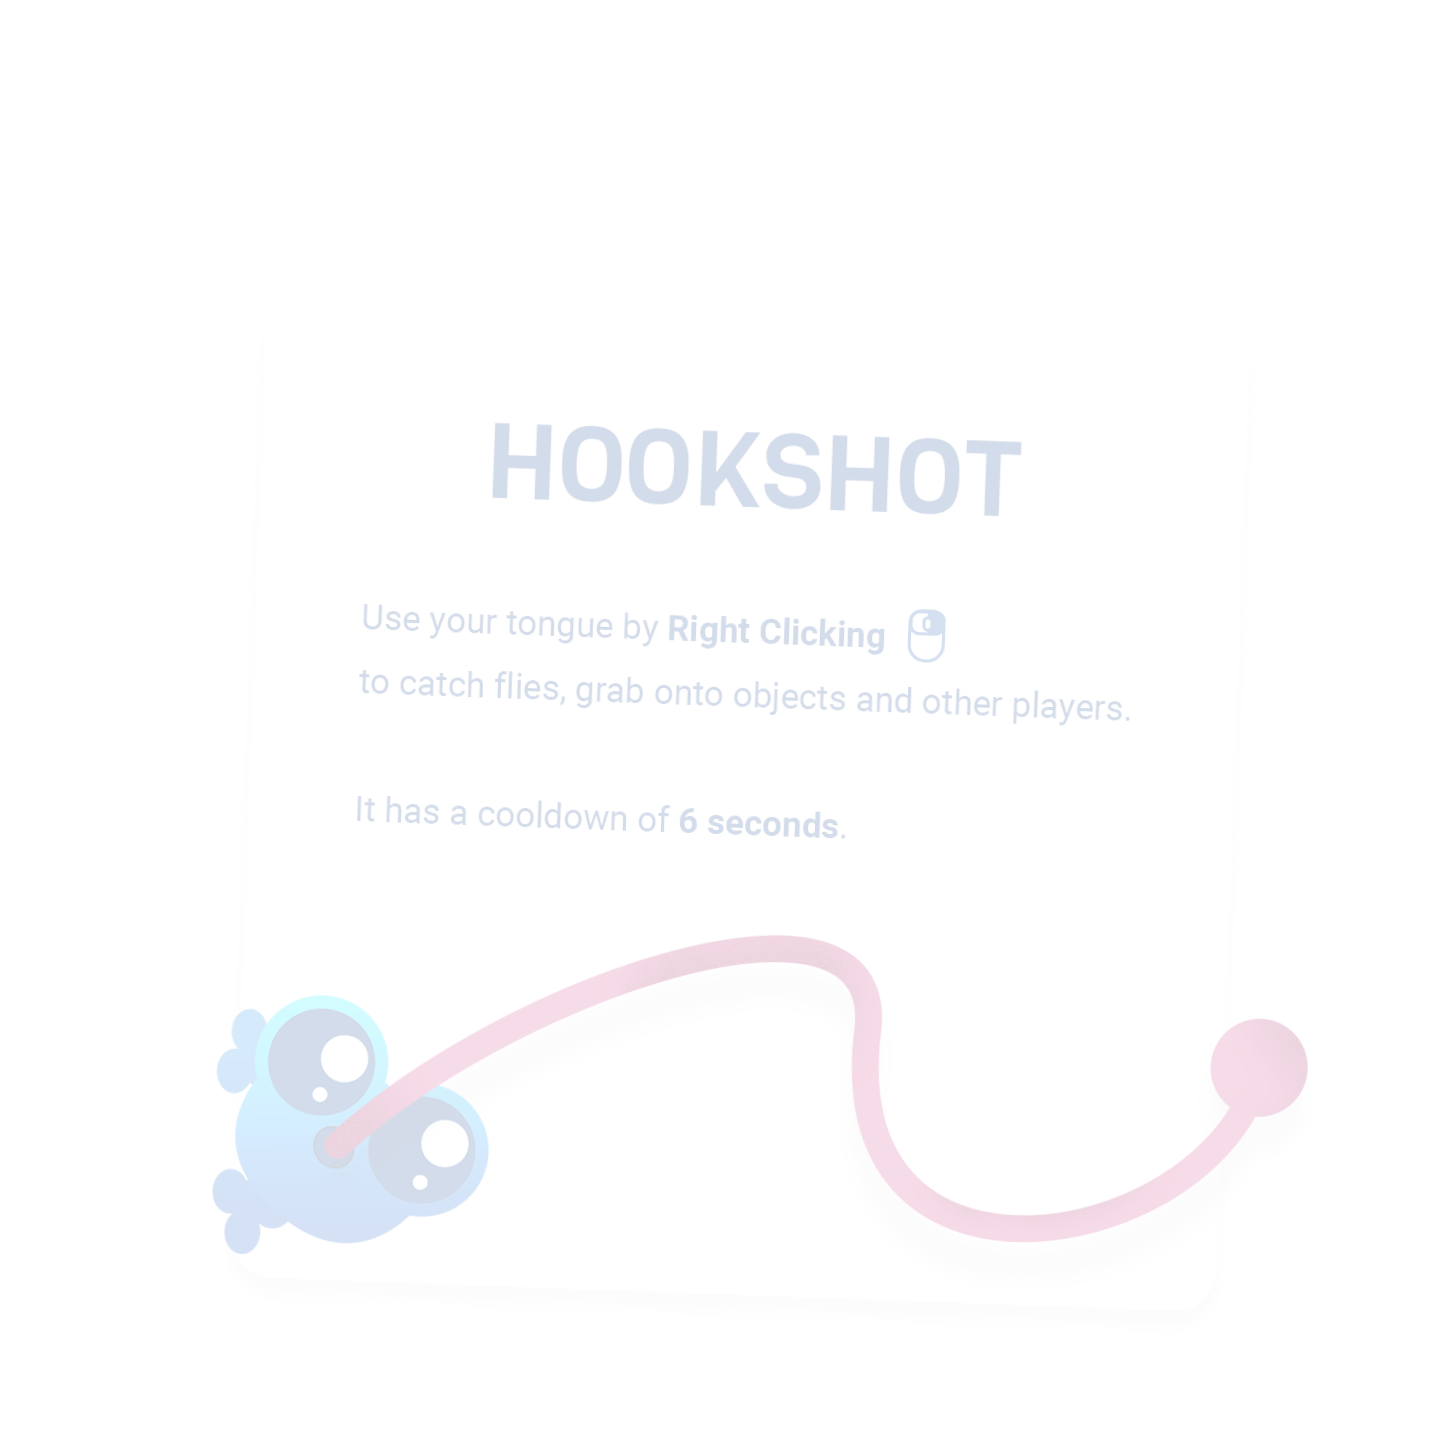 HOOKSHOT
Use your tongue by Right Clicking
to catch flies, grab onto objects and other players.
It has a cooldown of 6 seconds.